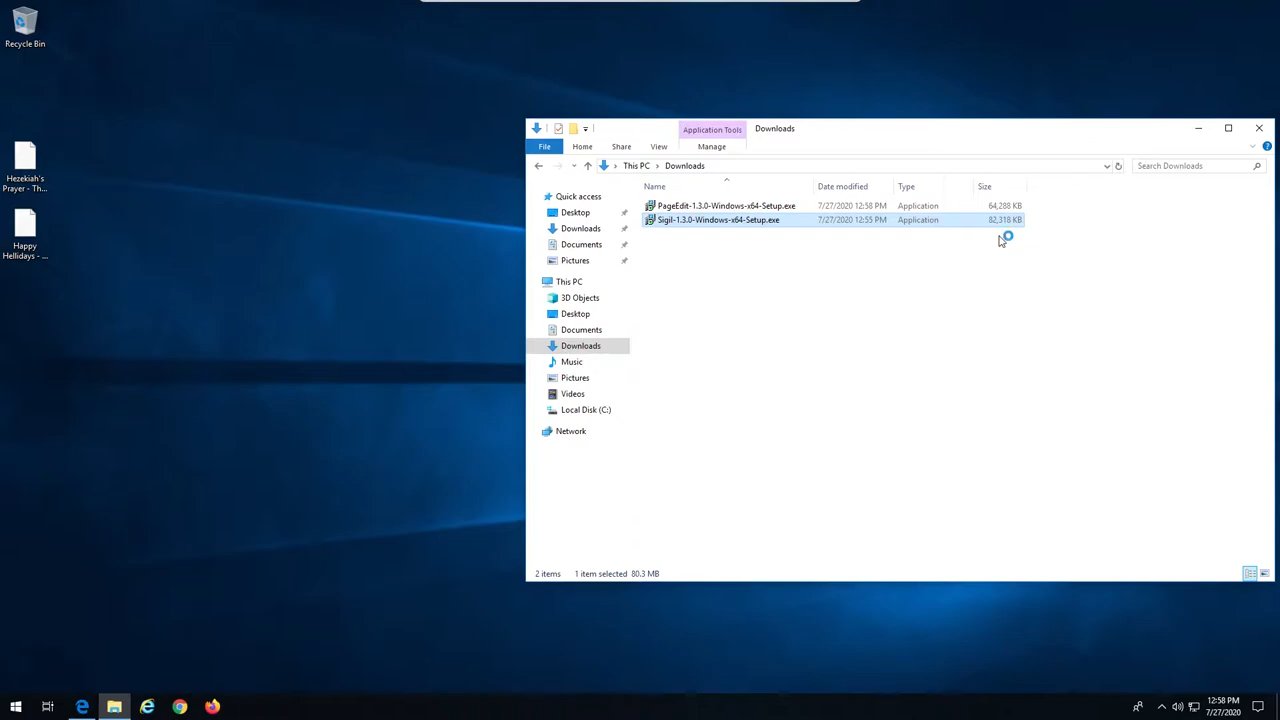 Recycle Bin
Hezekiah's
Prayer - Th...
Happy
Hellidays - ...
Application Tools
Downloads
File
Home
Share
View
Manage
This PC
Downloads
Search Downloads
Name
Date modified
Type
Size
PageEdit-1.3.0-Windows-x64-Setup.exe
7/27/2020 12:58 PM
Application
64,288 KB
Sigil-1.3.0-Windows-x64-Setup.exe
7/27/2020 12:55 PM
Application
82,318 KB
Quick access
Desktop
Downloads
Documents
Pictures
This PC
3D Objects
Desktop
Documents
Downloads
Music
Pictures
Videos
Local Disk (C:)
Network
2 items
1 item selected 80.3 MB
12:58 PM
7/27/2020